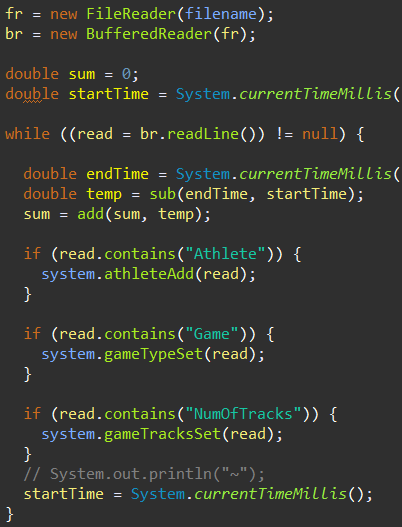 fr = new FileReader(filename);
br = new BufferedReader(fr);
double sum = 0;
double startTime = System.currentTimeMillis(
while ((read = br.readLine()) != null) {
double endTime = System.currentTimeMillis(
double temp = sub(endTime, startTime);
sum = add(sum, temp);
if (read.contains("Athlete")) {
system.athleteAdd(read);
}
if (read.contains("Game")) {
system.gameTypeSet(read);
}
if (read.contains("NumOfTracks")) {
system.gameTracksSet(read);
}
// System.out.println("~");
startTime = System.currentTimeMillis();
}